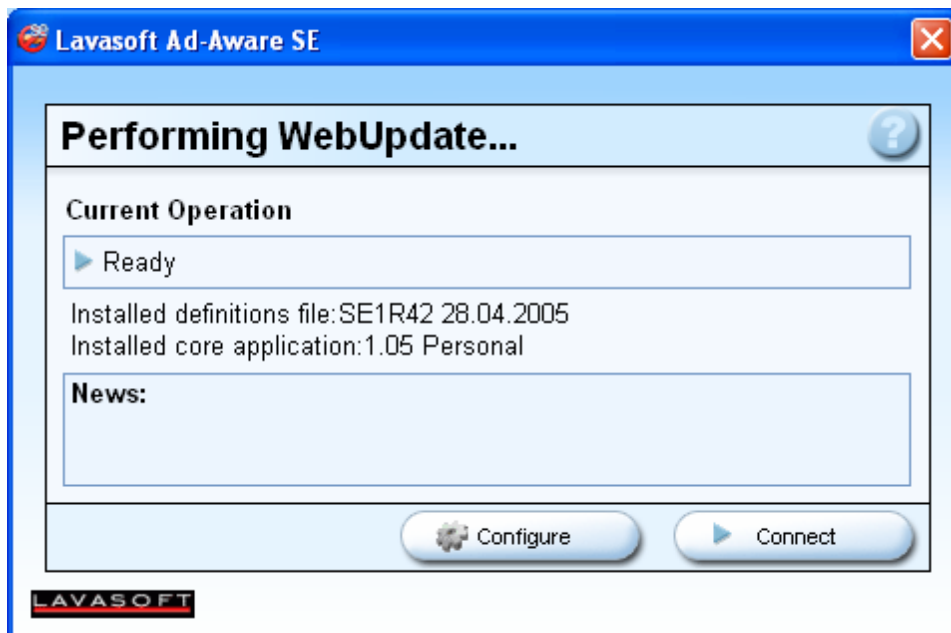 Lavasoft Ad-Aware SE
Performing WebUpdate...
?
Current Operation
Ready
Installed definitions file:SE1R42 28.04.2005
Installed core application:1.05 Personal
News:
Configure
Connect
LAVASOFT